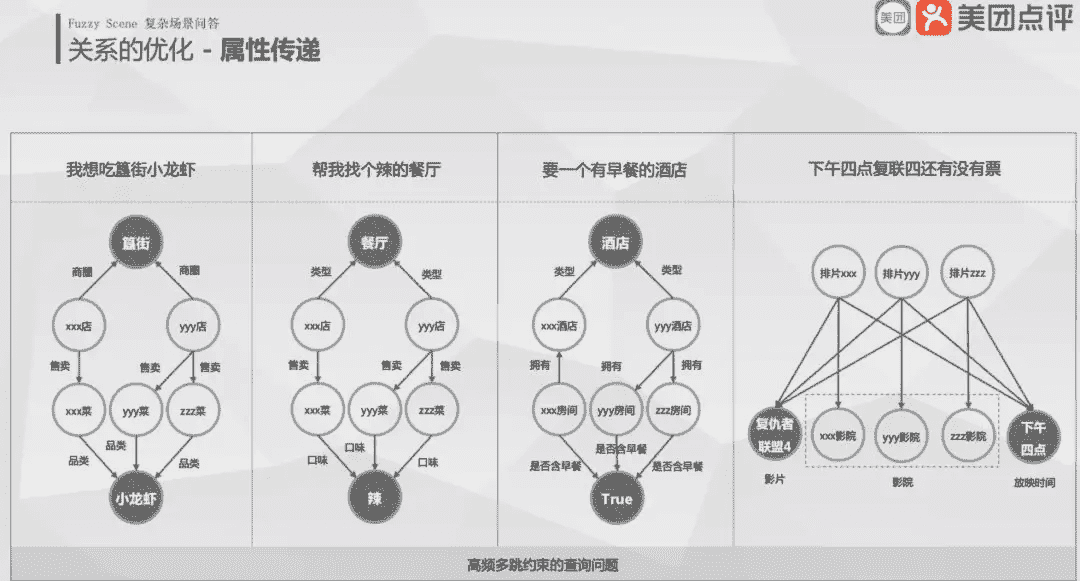 Fuzzy Scene 复杂场景问答
关系的优化 - 属性传递
美团
美团点评
我想吃簋街小龙虾
簋街
商圈
商圈
xxx店
yyy店
售卖
售卖
售卖
xxx菜
yyy菜
zzz菜
品类
品类
品类
小龙虾
帮我找个辣的餐厅
餐厅
类型
类型
xxx店
yyy店
售卖
售卖
售卖
xxx菜
yyy菜
zzz菜
口味
口味
口味
辣
要一个有早餐的酒店
酒店
类型
类型
xxx酒店
yyy酒店
拥有
拥有
拥有
xxx房间
yyy房间
zzz房间
是否含早餐
是否含早餐
是否含早餐
True
下午四点复联四还有没有票
排片xxx
排片yyy
排片zzz
复仇者
联盟4
xxx影院
yyy影院
zzz影院
下午
四点
影片
影院
放映时间
高频多跳约束的查询问题